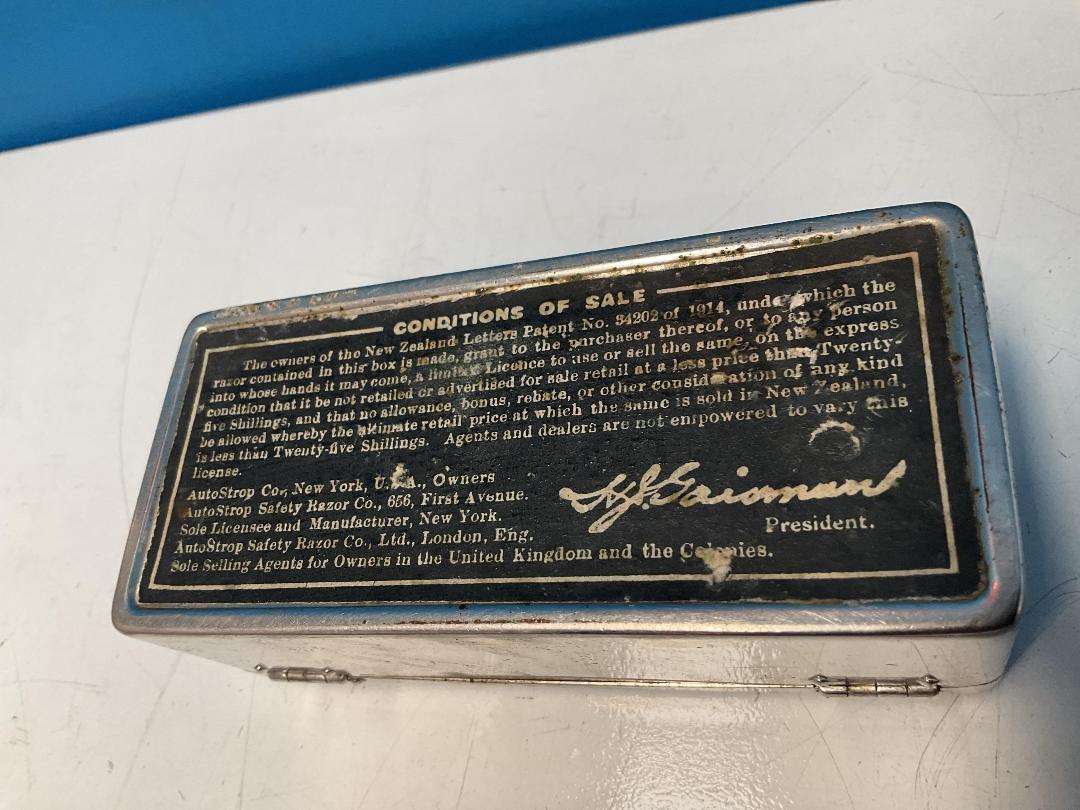 CONDITIONS OF SALE
The owners of the New Zealand Letters Patent No. 34202 of 1914, under which the
razor contained in this box is made, grant to the purchaser thereof, or to any person
into whose hands it may come, a limited Licence to use or sell the same, on the express
condition that it be not retailed or advertised for sale retail at a less price than Twenty-
five Shillings, and that no allowance, bonus, rebate, or other consideration of any kind
be allowed whereby the ultimate retail price at which the same is sold in New Zealand,
is less than Twenty-five Shillings. Agents and dealers are not empowered to vary this
license.
AutoStrop Co., New York, U.S.A., Owners
AutoStrop Safety Razor Co., 656, First Avenue.
Sole Licensee and Manufacturer, New York.
AutoStrop Safety Razor Co., Ltd., London, Eng.
Sole Selling Agents for Owners in the United Kingdom and the Colonies.
H. J. Gaisman
President.